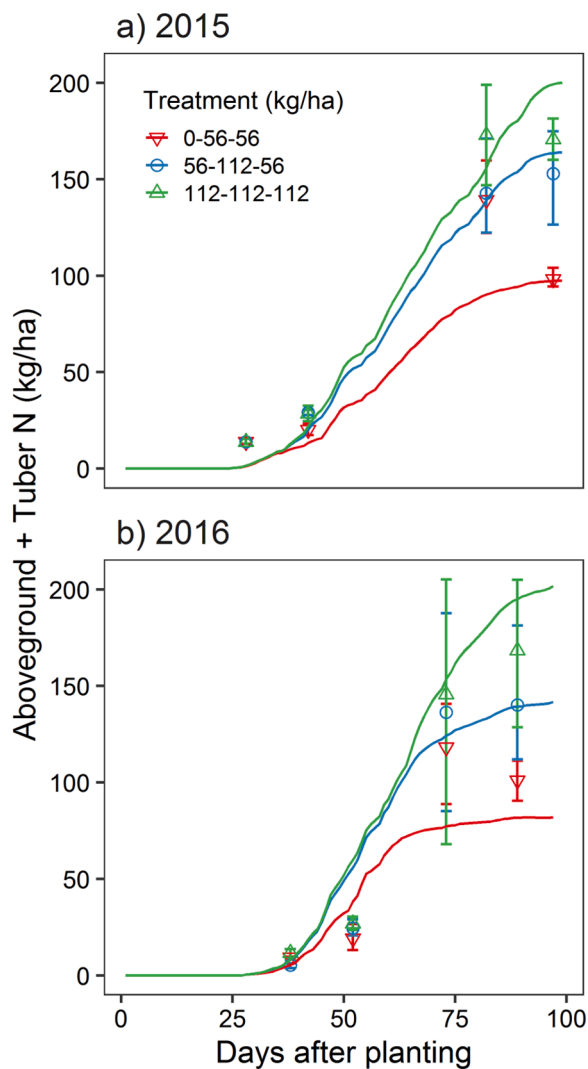 a) 2015
Treatment (kg/ha)
0-56-56
56-112-56
112-112-112
200
150
100
50
0
Aboveground + Tuber N (kg/ha)
b) 2016
200
150
100
50
0
0 25 50 75 100
Days after planting